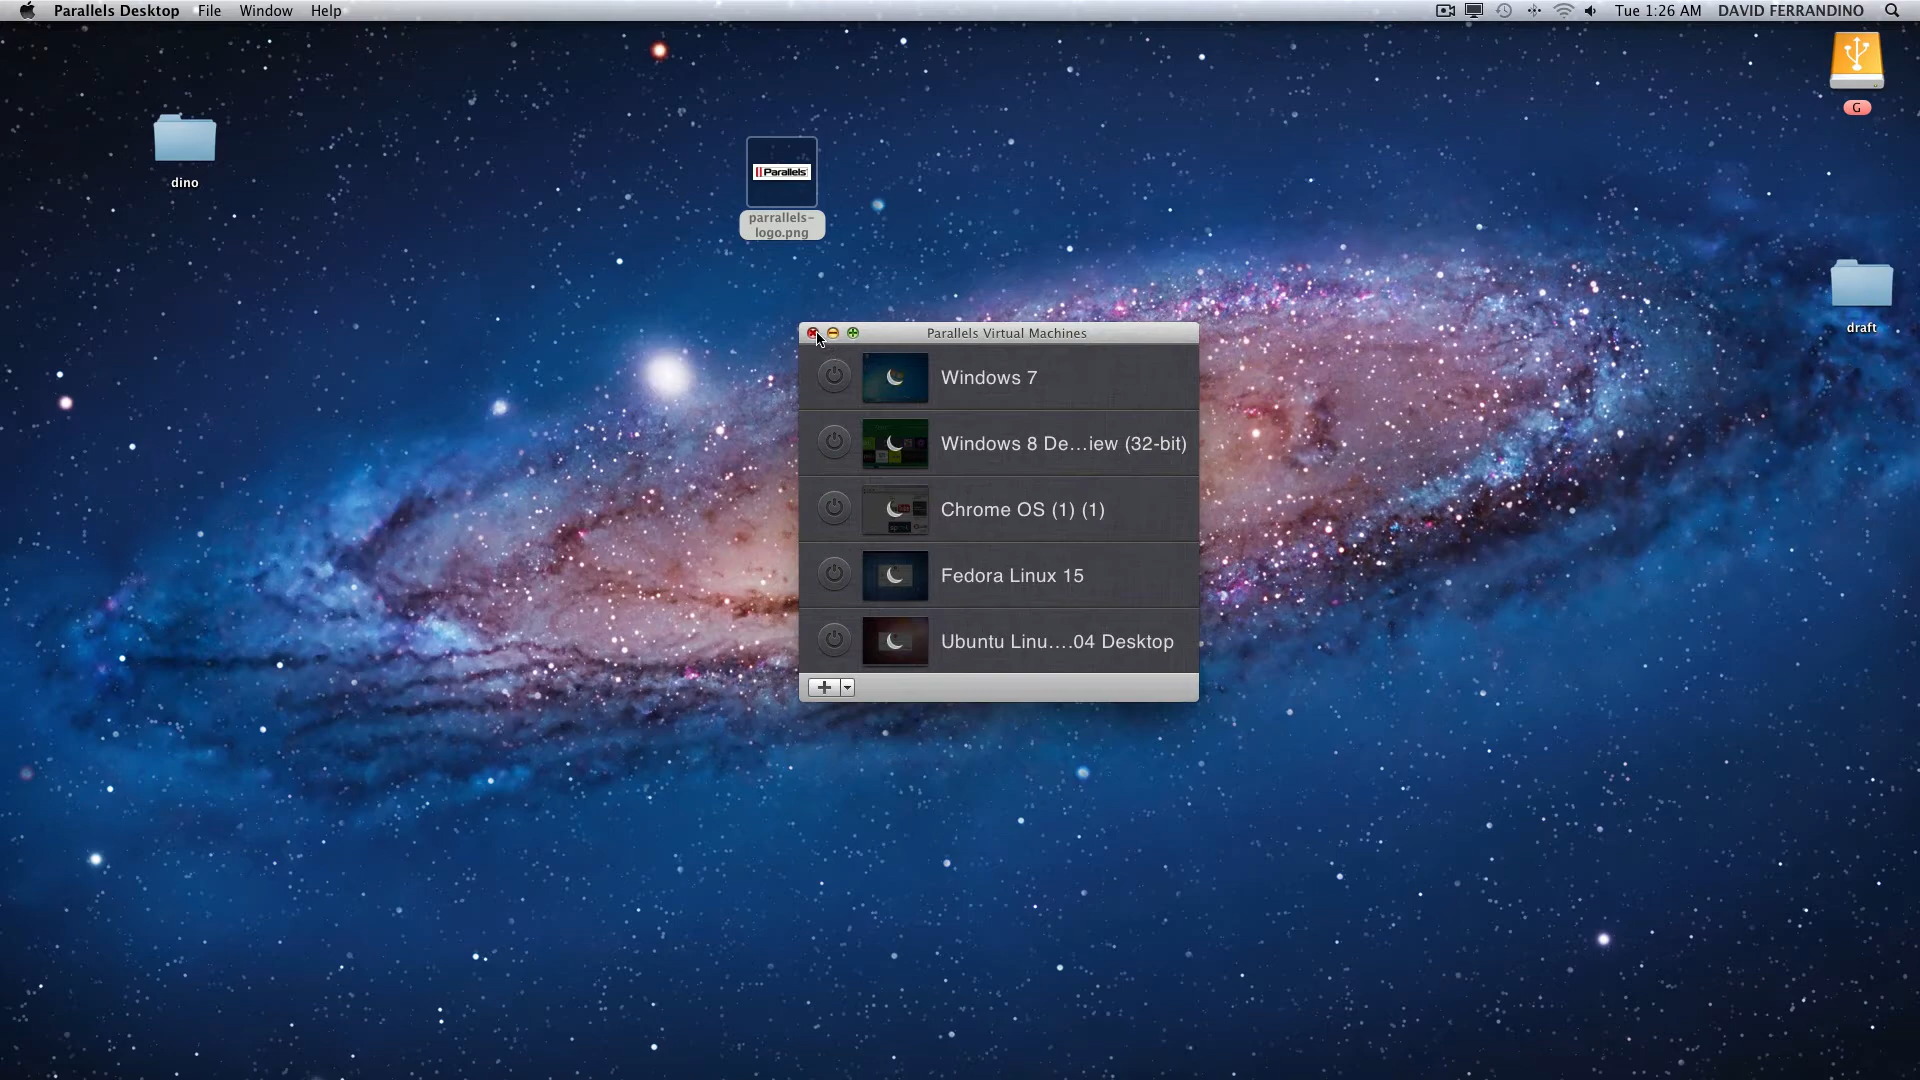 Parallels Desktop File Window Help
Tue 1:26 AM DAVID FERRANDINO
G
dino
Parallels
parrallels-
logo.png
draft
Parallels Virtual Machines
Windows 7
Windows 8 De...iew (32-bit)
Chrome OS (1) (1)
Fedora Linux 15
Ubuntu Linu....04 Desktop